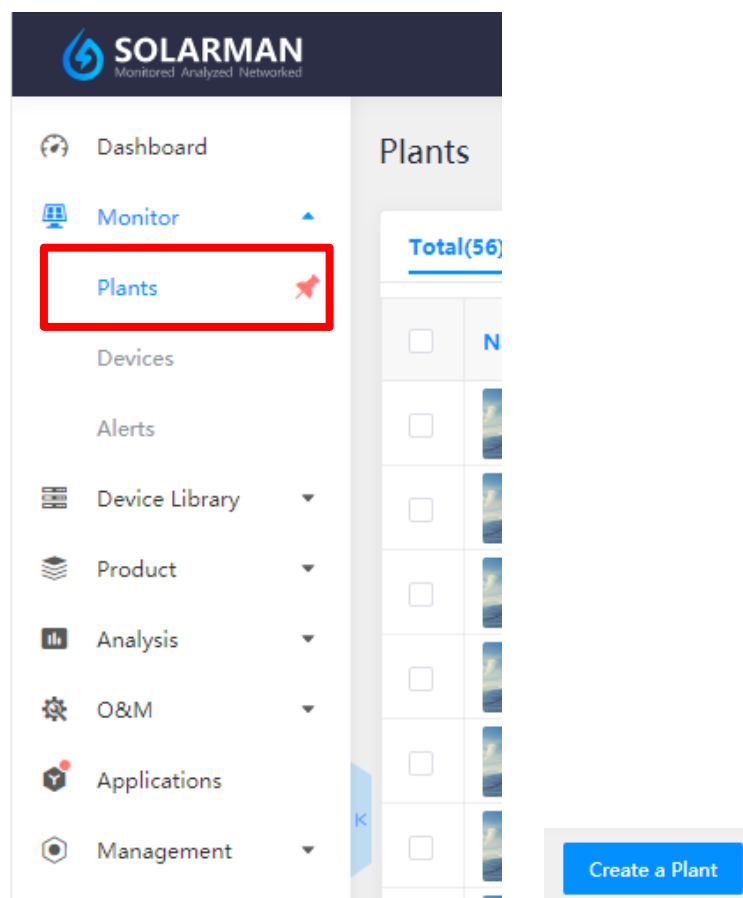 SOLARMAN
Monitored Analyzed Networked
Dashboard
Monitor
Plants
Devices
Alerts
Device Library
Product
Analysis
O&M
Applications
Management
Plants
Total(56)
N
Create a Plant